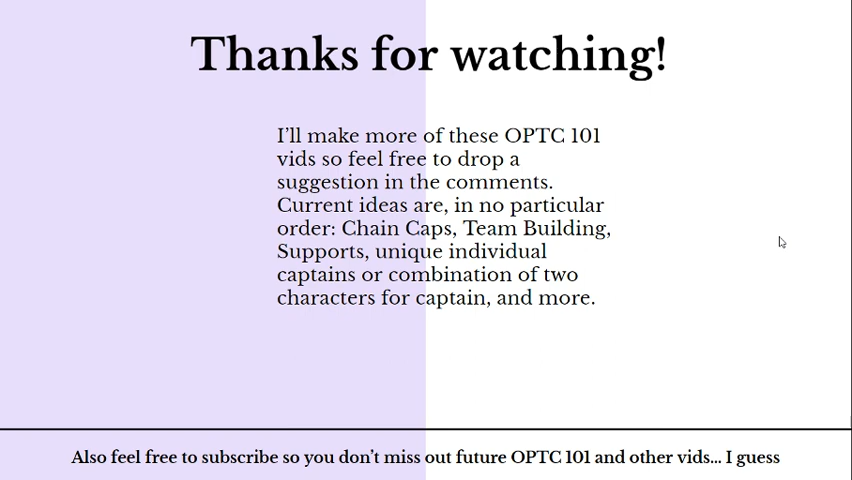 Thanks for watching!
I'll make more of these OPTC 101
vids so feel free to drop a
suggestion in the comments.
Current ideas are, in no particular
order: Chain Caps, Team Building,
Supports, unique individual
captains or combination of two
characters for captain, and more.
Also feel free to subscribe so you don't miss out future OPTC 101 and other vids... I guess